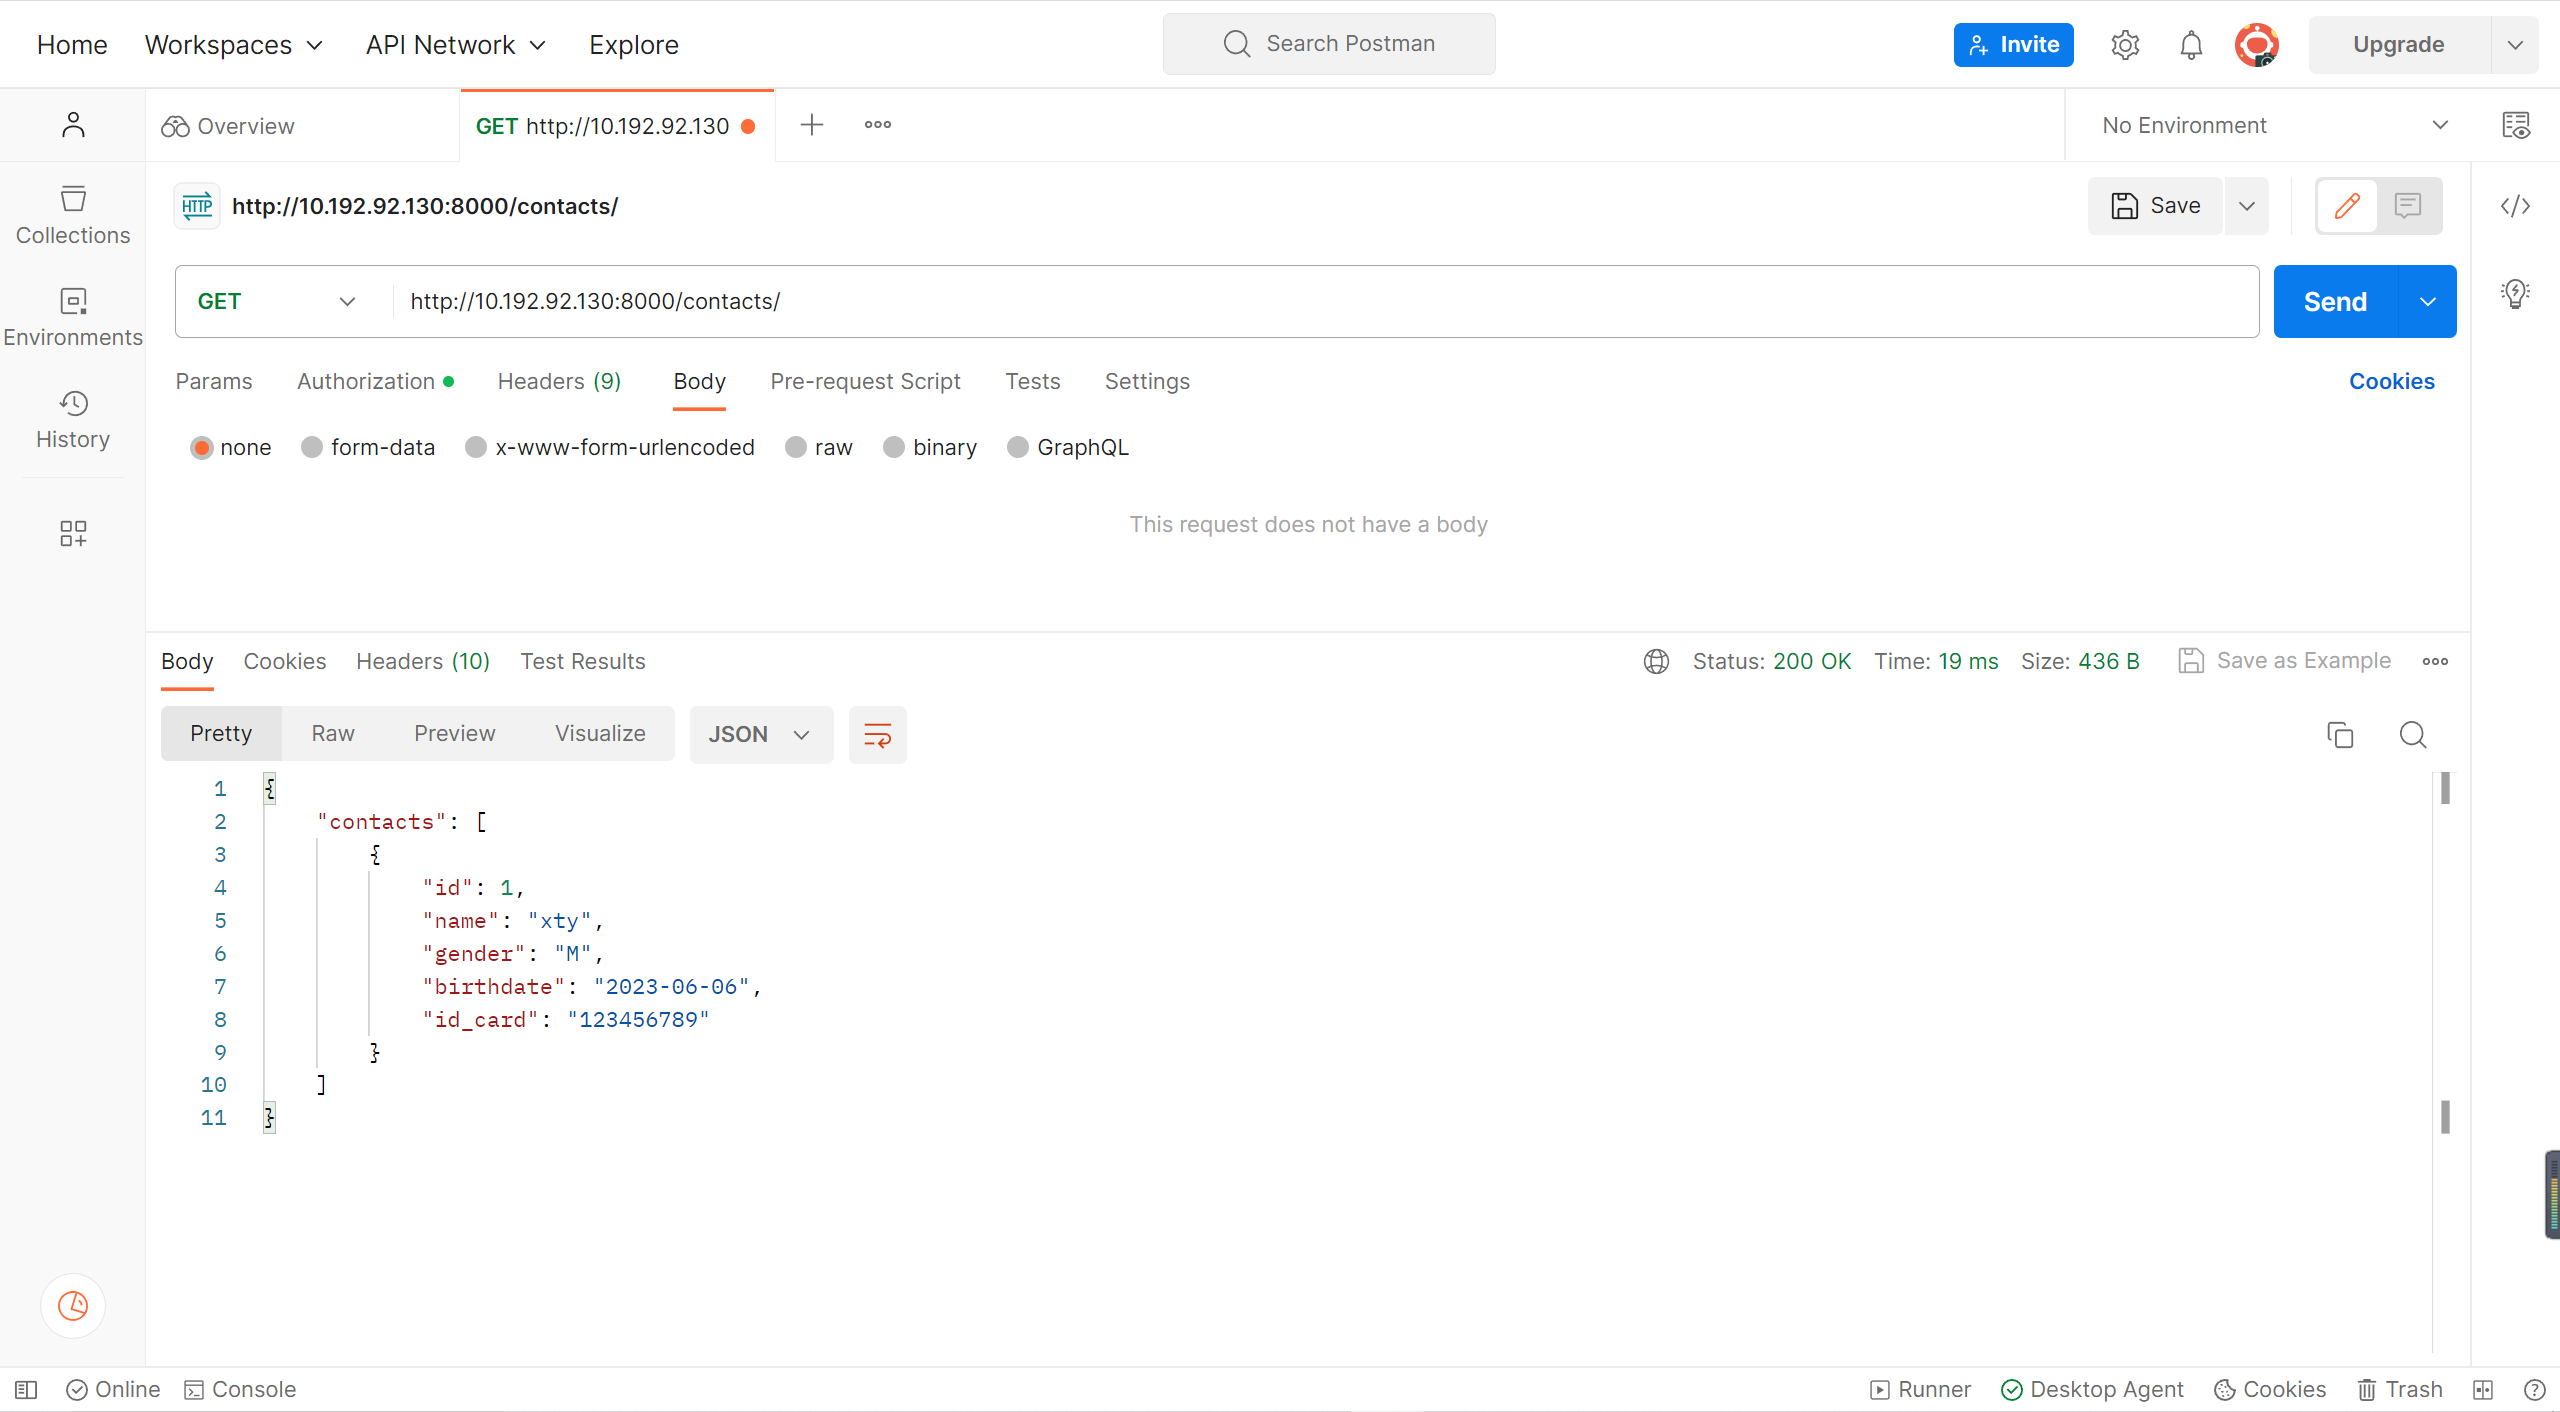 Home Workspaces API Network Explore Search Postman Invite Upgrade
Overview GET http://10.192.92.130 No Environment
HTTP http://10.192.92.130:8000/contacts/ Save
Collections
GET http://10.192.92.130:8000/contacts/ Send
Environments
Params Authorization Headers (9) Body Pre-request Script Tests Settings Cookies
History
none form-data x-www-form-urlencoded raw binary GraphQL
This request does not have a body
Body Cookies Headers (10) Test Results Status: 200 OK Time: 19 ms Size: 436 B Save as Example
Pretty Raw Preview Visualize JSON
1 {
2 "contacts": [
3 {
4 "id": 1,
5 "name": "xty",
6 "gender": "M",
7 "birthdate": "2023-06-06",
8 "id_card": "123456789"
9 }
10 ]
11 }
Online Console Runner Desktop Agent Cookies Trash